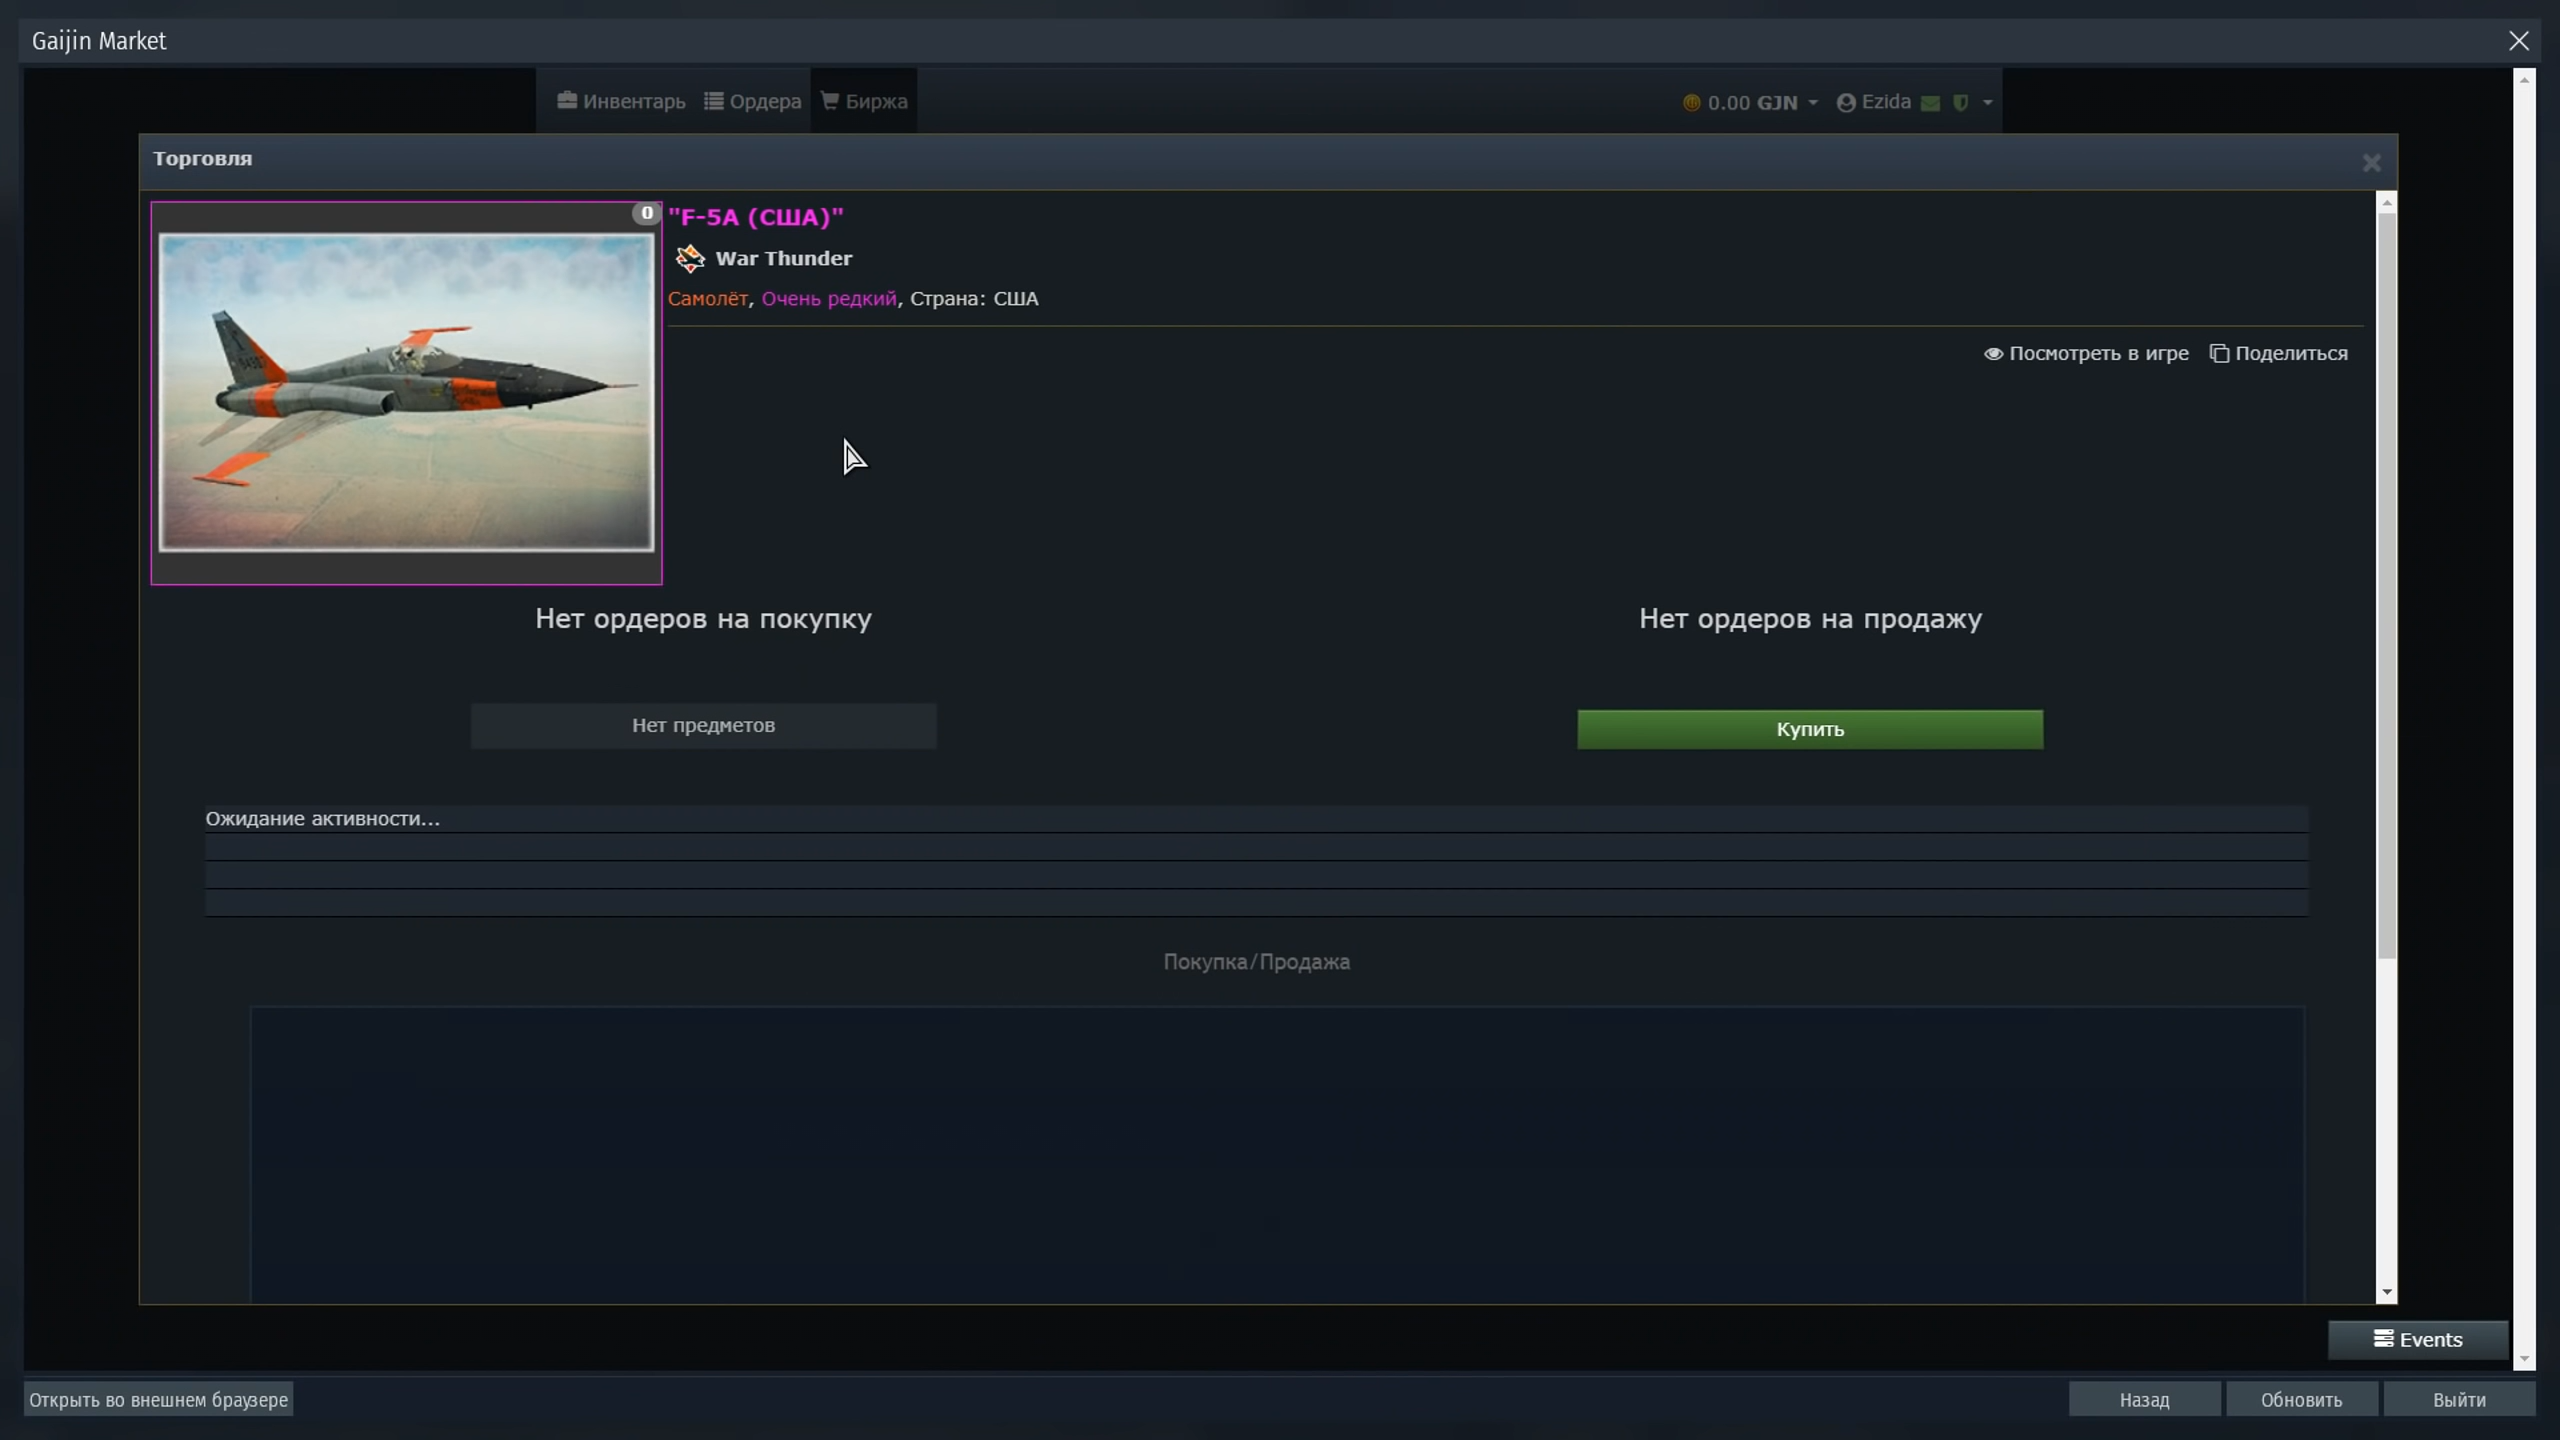 Gaijin Market
Инвентарь Ордера Биржа 0.00 GJN Ezida
Торговля
0
"F-5A (США)"
War Thunder
Самолёт, Очень редкий, Страна: США
Посмотреть в игре Поделиться
Нет ордеров на покупку Нет ордеров на продажу
Нет предметов Купить
Ожидание активности...
Покупка/Продажа
Events
Открыть во внешнем браузере Назад Обновить Выйти